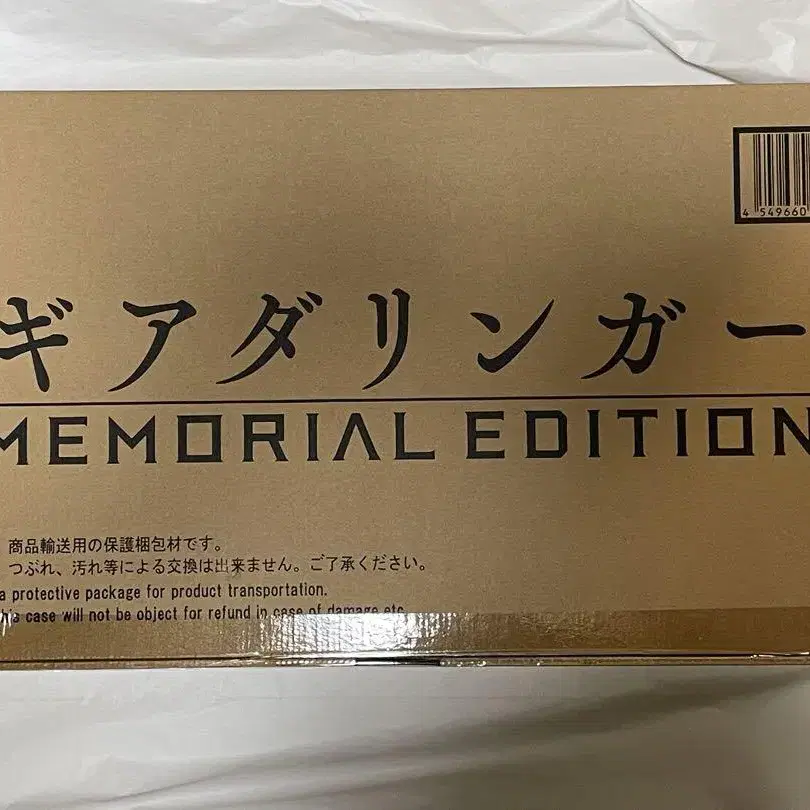 4 549660
ギアダリンガー
MEMORIAL EDITION
商品輸送用の保護梱包材です。
つぶれ、汚れ等による交換は出来ません。ご了承ください。
a protective package for product transportation.
this case will not be object for refund in case of damage etc